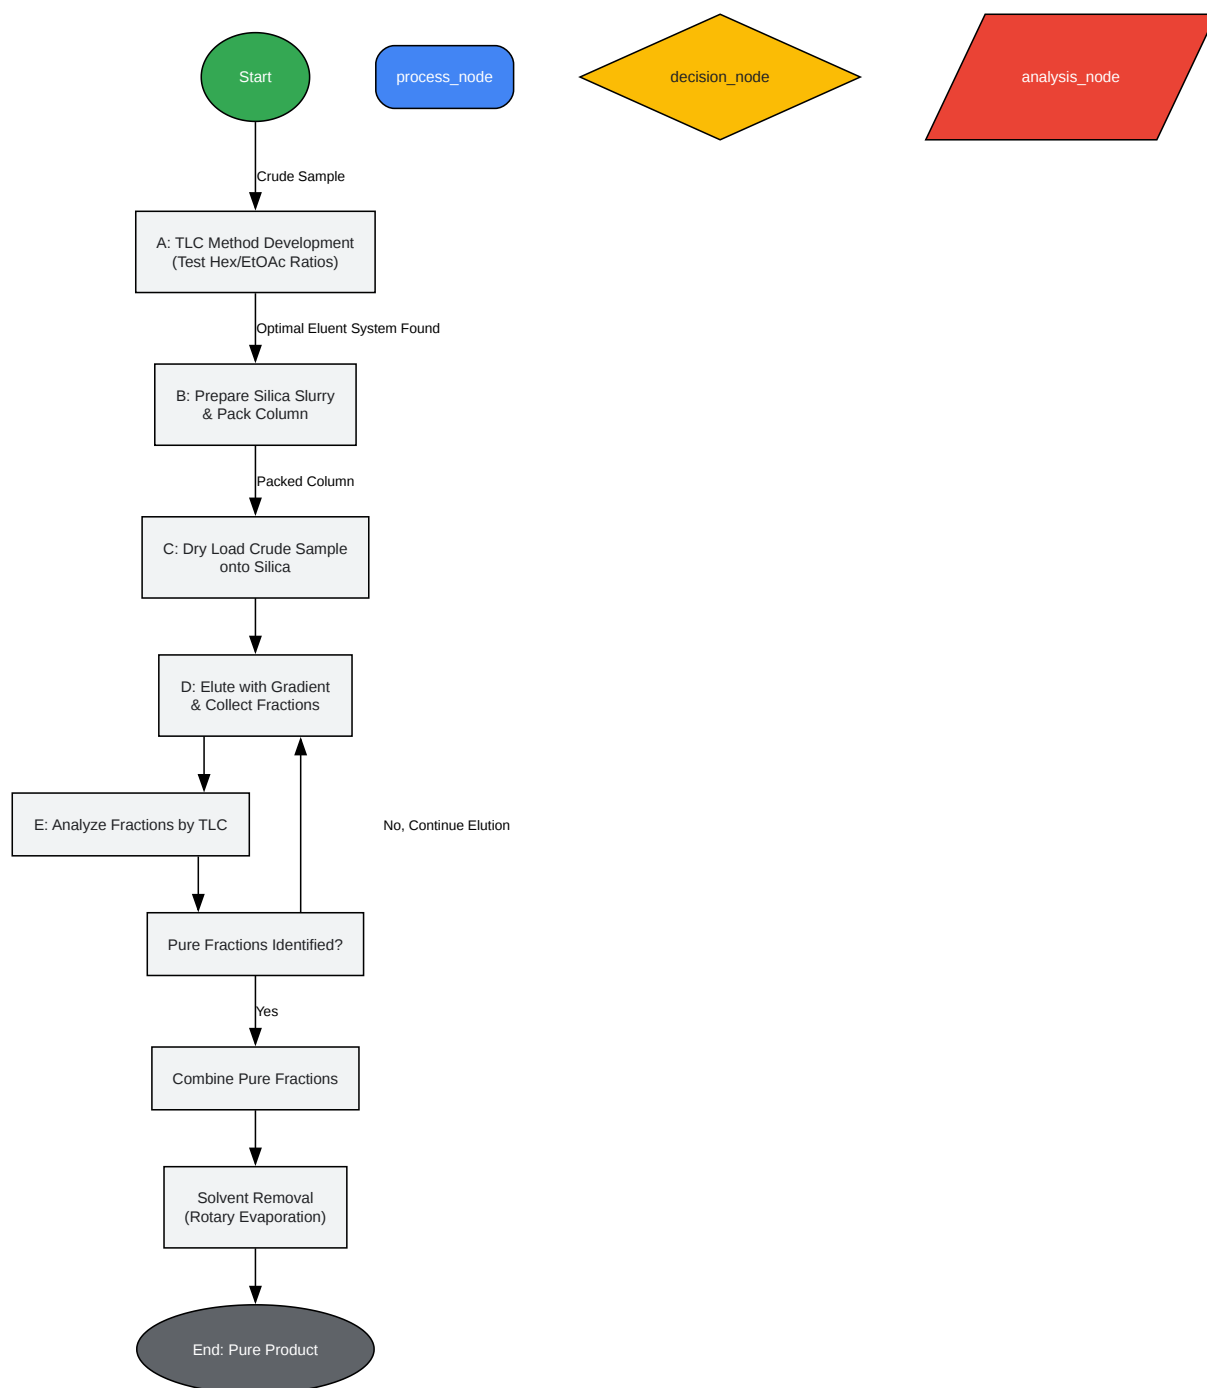 Start
process_node
decision_node
analysis_node
Crude Sample
A: TLC Method Development
(Test Hex/EtOAc Ratios)
Optimal Eluent System Found
B: Prepare Silica Slurry
& Pack Column
Packed Column
C: Dry Load Crude Sample
onto Silica
D: Elute with Gradient
& Collect Fractions
E: Analyze Fractions by TLC
No, Continue Elution
Pure Fractions Identified?
Yes
Combine Pure Fractions
Solvent Removal
(Rotary Evaporation)
End: Pure Product